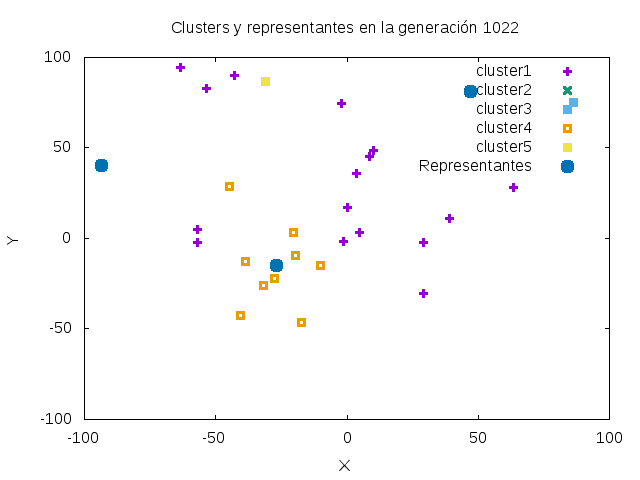 Clusters y representantes en la generación 1022
100
50
0
-50
-100
-100
-50
0
50
100
X
Y
cluster1
cluster2
cluster3
cluster4
cluster5
Representantes